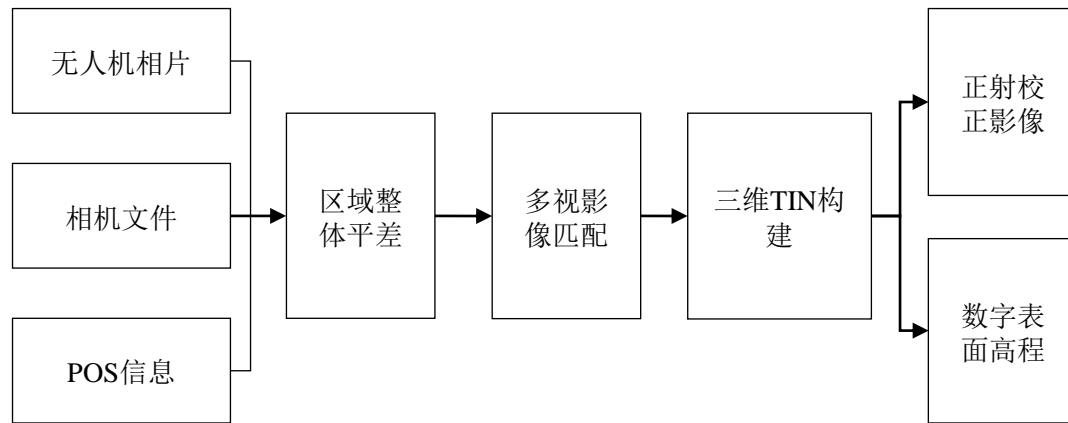 无人机相片
相机文件
POS信息
区域整
体平差
多视影
像匹配
三维TIN构
建
正射校
正影像
数字表
面高程